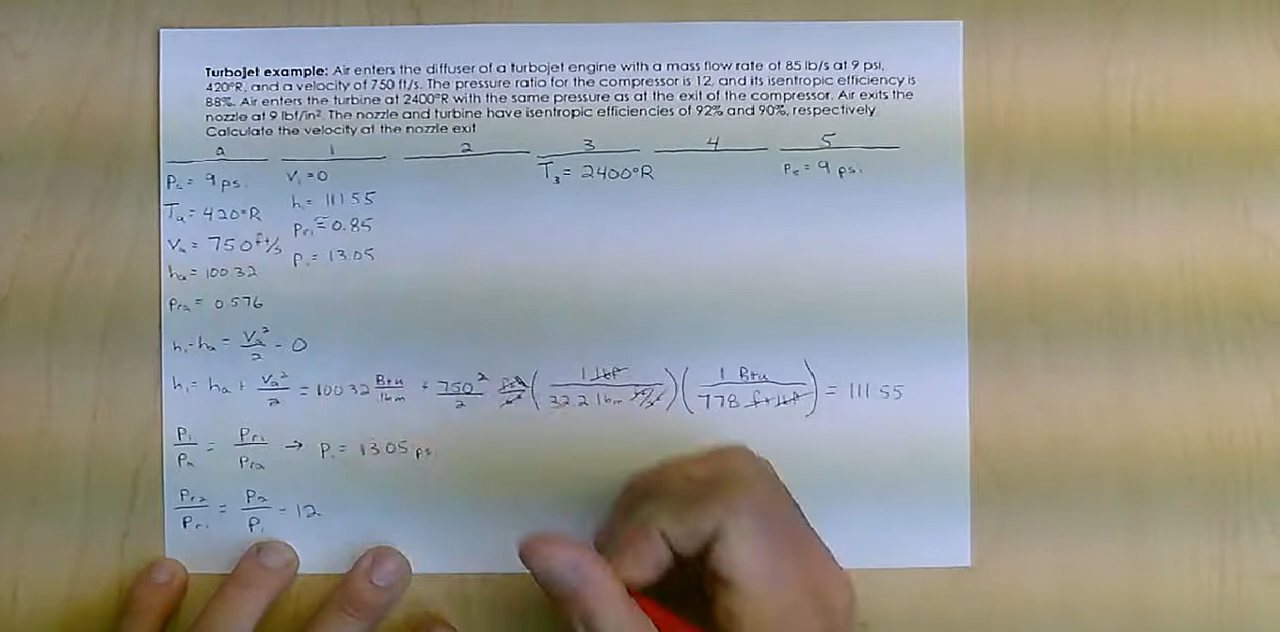 Turbojet example: Air enters the diffuser of a turbojet engine with a mass flow rate of 85 lb/s at 9 psi,
420°R, and a velocity of 750 ft/s. The pressure ratio for the compressor is 12, and its isentropic efficiency is
88%. Air enters the turbine at 2400°R with the same pressure as at the exit of the compressor. Air exits the
nozzle at 9 lbf/in². The nozzle and turbine have isentropic efficiencies of 92% and 90%, respectively
Calculate the velocity at the nozzle exit
a 1 2 3 4 5
Pa = 9 psi V1 = 0 T3 = 2400°R P5 = 9 psi
Ta = 420°R h1 = 111.55
Va = 750 ft/s Pr1 = 0.85
ha = 100.32 P1 = 13.05
Pra = 0.576
h1 - ha = Va²/2 - 0
h1 = ha + Va²/2 = 100.32 Btu/lbm + 750²/2 ft²/s² (1 lbf / 32.2 lbm ft/s²) (1 Btu / 778 ft lbf) = 111.55
P1/Pa = Pr1/Pra → P1 = 13.05 psi
Pr2/Pr1 = P2/P1 = 12